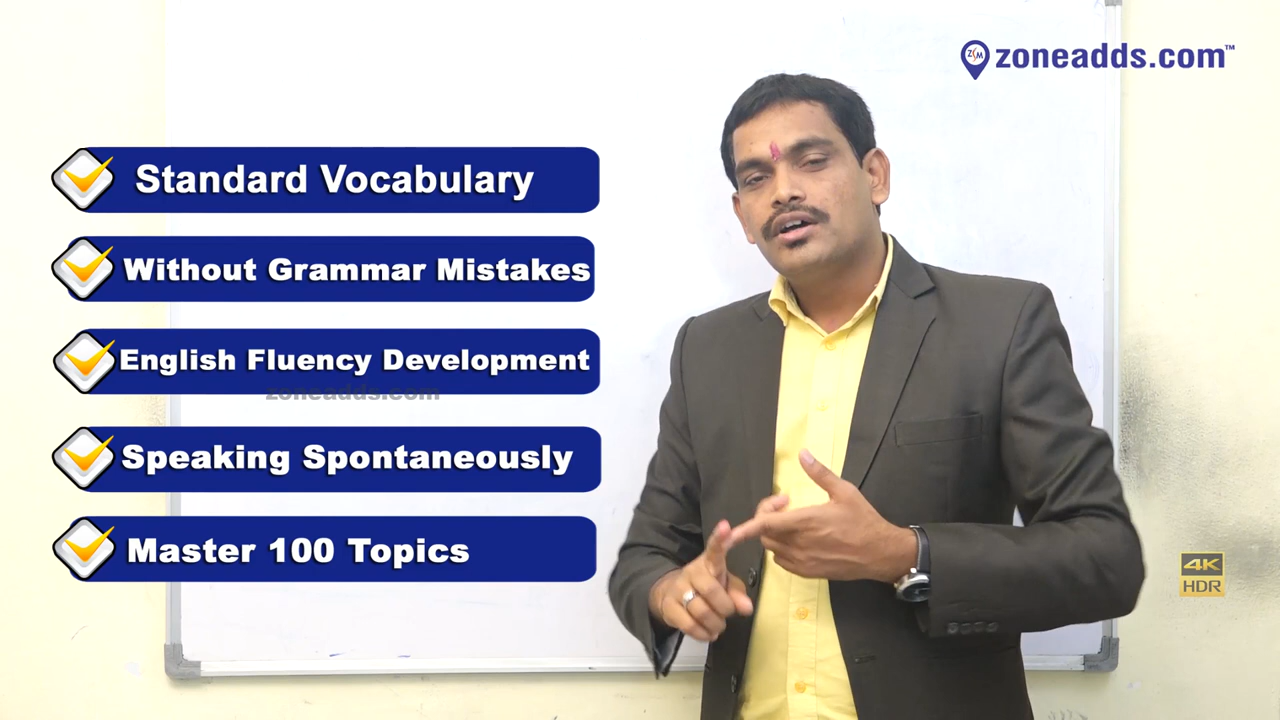 ZSM zoneadds.com™
Standard Vocabulary
Without Grammar Mistakes
English Fluency Development
zoneadds.com
Speaking Spontaneously
Master 100 Topics
4K
HDR